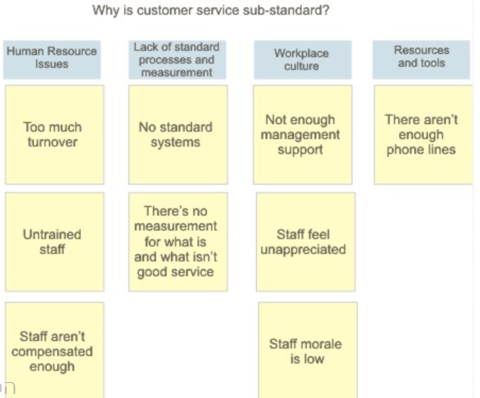 Why is customer service sub-standard?
Human Resource
Issues
Lack of standard
processes and
measurement
Workplace
culture
Resources
and tools
Too much
turnover
No standard
systems
Not enough
management
support
There aren't
enough
phone lines
Untrained
staff
There's no
measurement
for what is
and what isn't
good service
Staff feel
unappreciated
Staff aren't
compensated
enough
Staff morale
is low